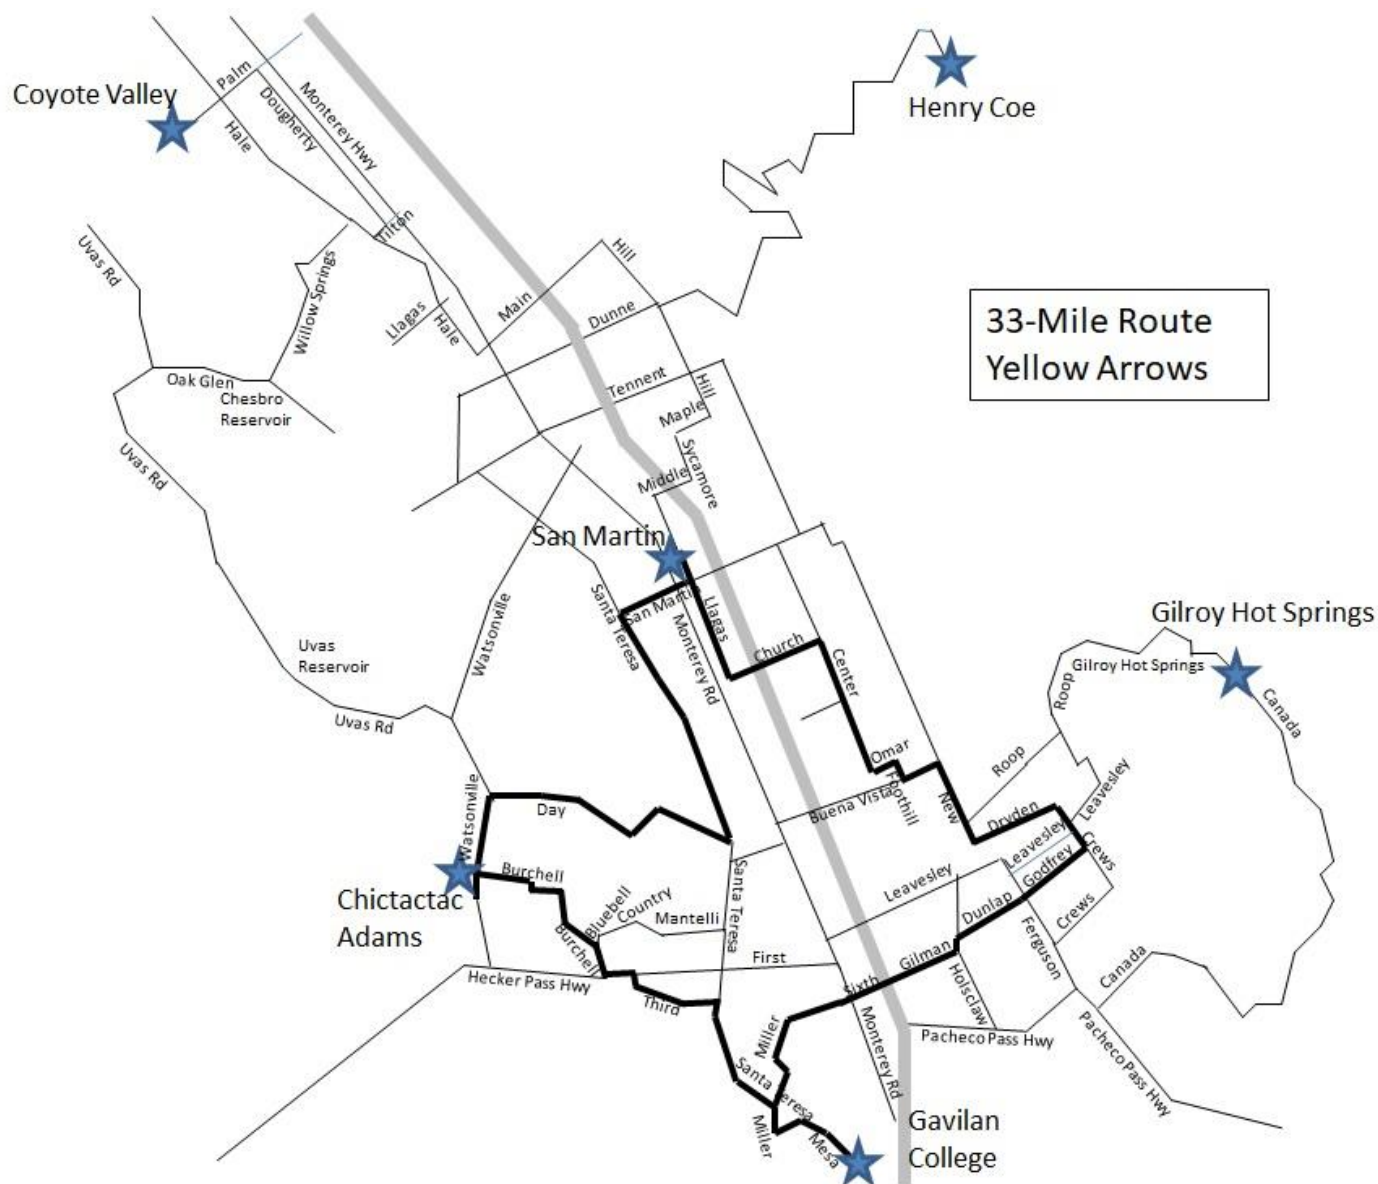 Henry Coe
Palm
Coyote Valley
Dougherty
Monterey Hwy
Hale
Tilton
Uvas Rd
Willow Springs
Hill
Main
Llagas
Hale
Dunne
33-Mile Route
Yellow Arrows
Oak Glen
Chesbro
Reservoir
Tennent
Hill
Maple
Sycamore
Uvas Rd
Middle
San Martin
Santa Teresa
San Martin
Llagas
Monterey Rd
Gilroy Hot Springs
Watsonville
Uvas
Reservoir
Church
Center
Roop
Gilroy Hot Springs
Canada
Uvas Rd
Omar
Foothill
Roop
Buena Vista
New
Dryden
Leavesley
Day
Watsonville
Leavesley
Crews
Burchell
Leavesley
Godfrey
Chictactac
Adams
Bluebell
Country
Mantelli
Santa Teresa
Dunlap
Crews
Burchell
Gilman
Ferguson
First
Holsclaw
Canada
Hecker Pass Hwy
Sixth
Third
Miller
Monterey Rd
Pacheco Pass Hwy
Pacheco Pass Hwy
Santa Teresa
Miller
Mesa
Gavilan
College